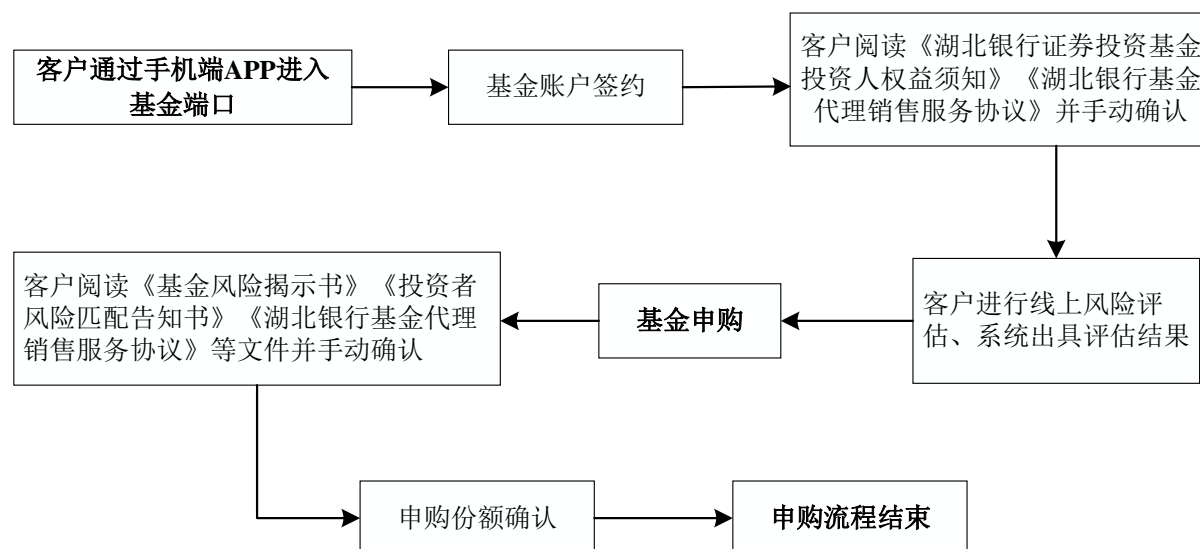 客户通过手机端APP进入
基金端口
基金账户签约
客户阅读《湖北银行证券投资基金
投资人权益须知》《湖北银行基金
代理销售服务协议》并手动确认
客户进行线上风险评
估、系统出具评估结果
基金申购
客户阅读《基金风险揭示书》《投资者
风险匹配告知书》《湖北银行基金代理
销售服务协议》等文件并手动确认
申购份额确认
申购流程结束